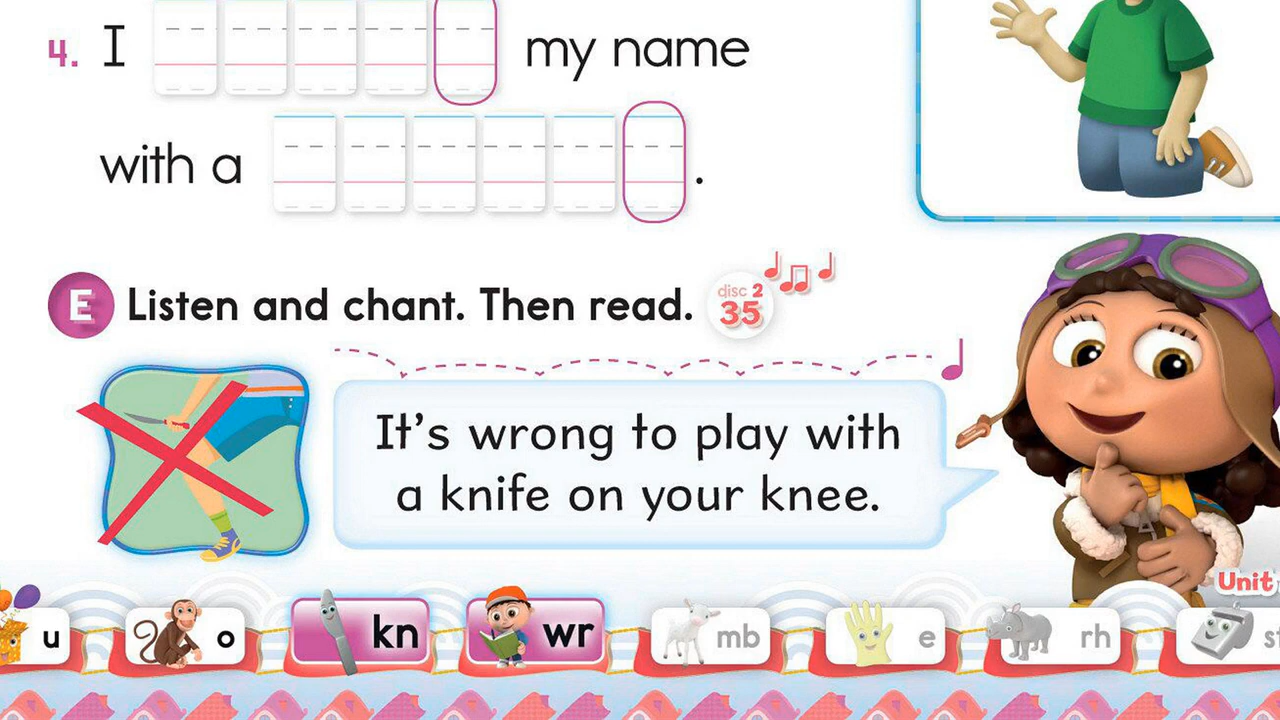 4. I my name
with a .
E Listen and chant. Then read. disc 2 35
It's wrong to play with
a knife on your knee.
Unit
u o kn wr mb e rh